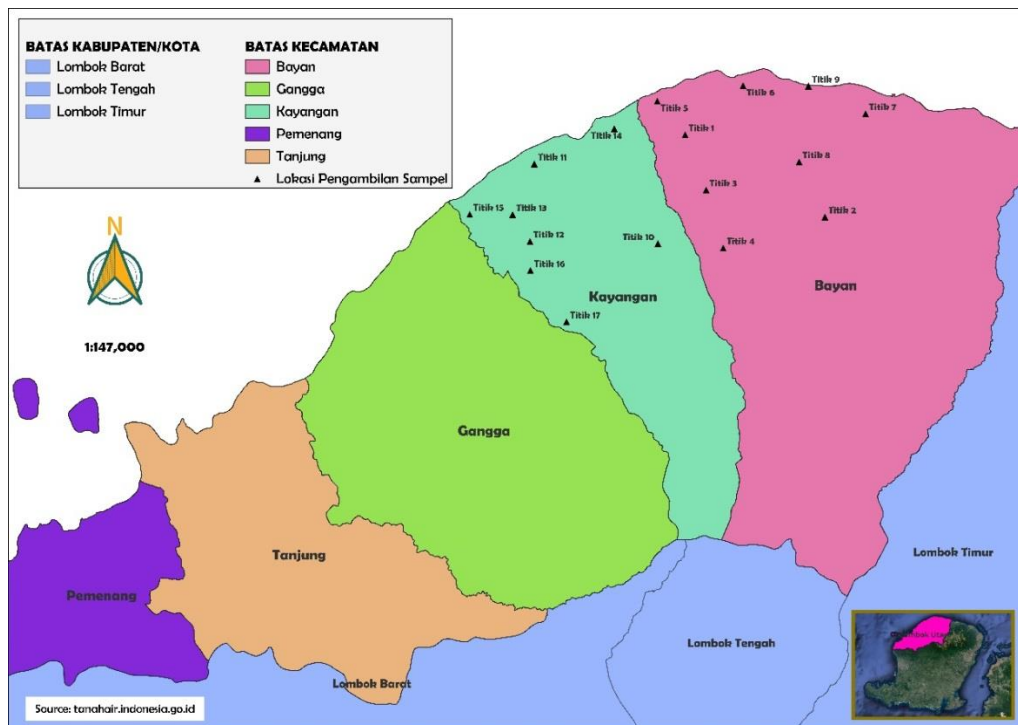 BATAS KABUPATEN/KOTA
Lombok Barat
Lombok Tengah
Lombok Timur
BATAS KECAMATAN
Bayan
Gangga
Kayangan
Pemenang
Tanjung
Lokasi Pengambilan Sampel
N
1:147,000
Titik 9
Titik 6
Titik 5
Titik 7
Titik 1
Titik 14
Titik 11
Titik 8
Titik 3
Titik 15
Titik 13
Titik 2
Titik 12
Titik 10
Titik 4
Titik 16
Bayan
Kayangan
Titik 17
Gangga
Tanjung
Lombok Timur
Pemenang
Lombok Tengah
Lombok Barat
Source: tanahair.indonesia.go.id